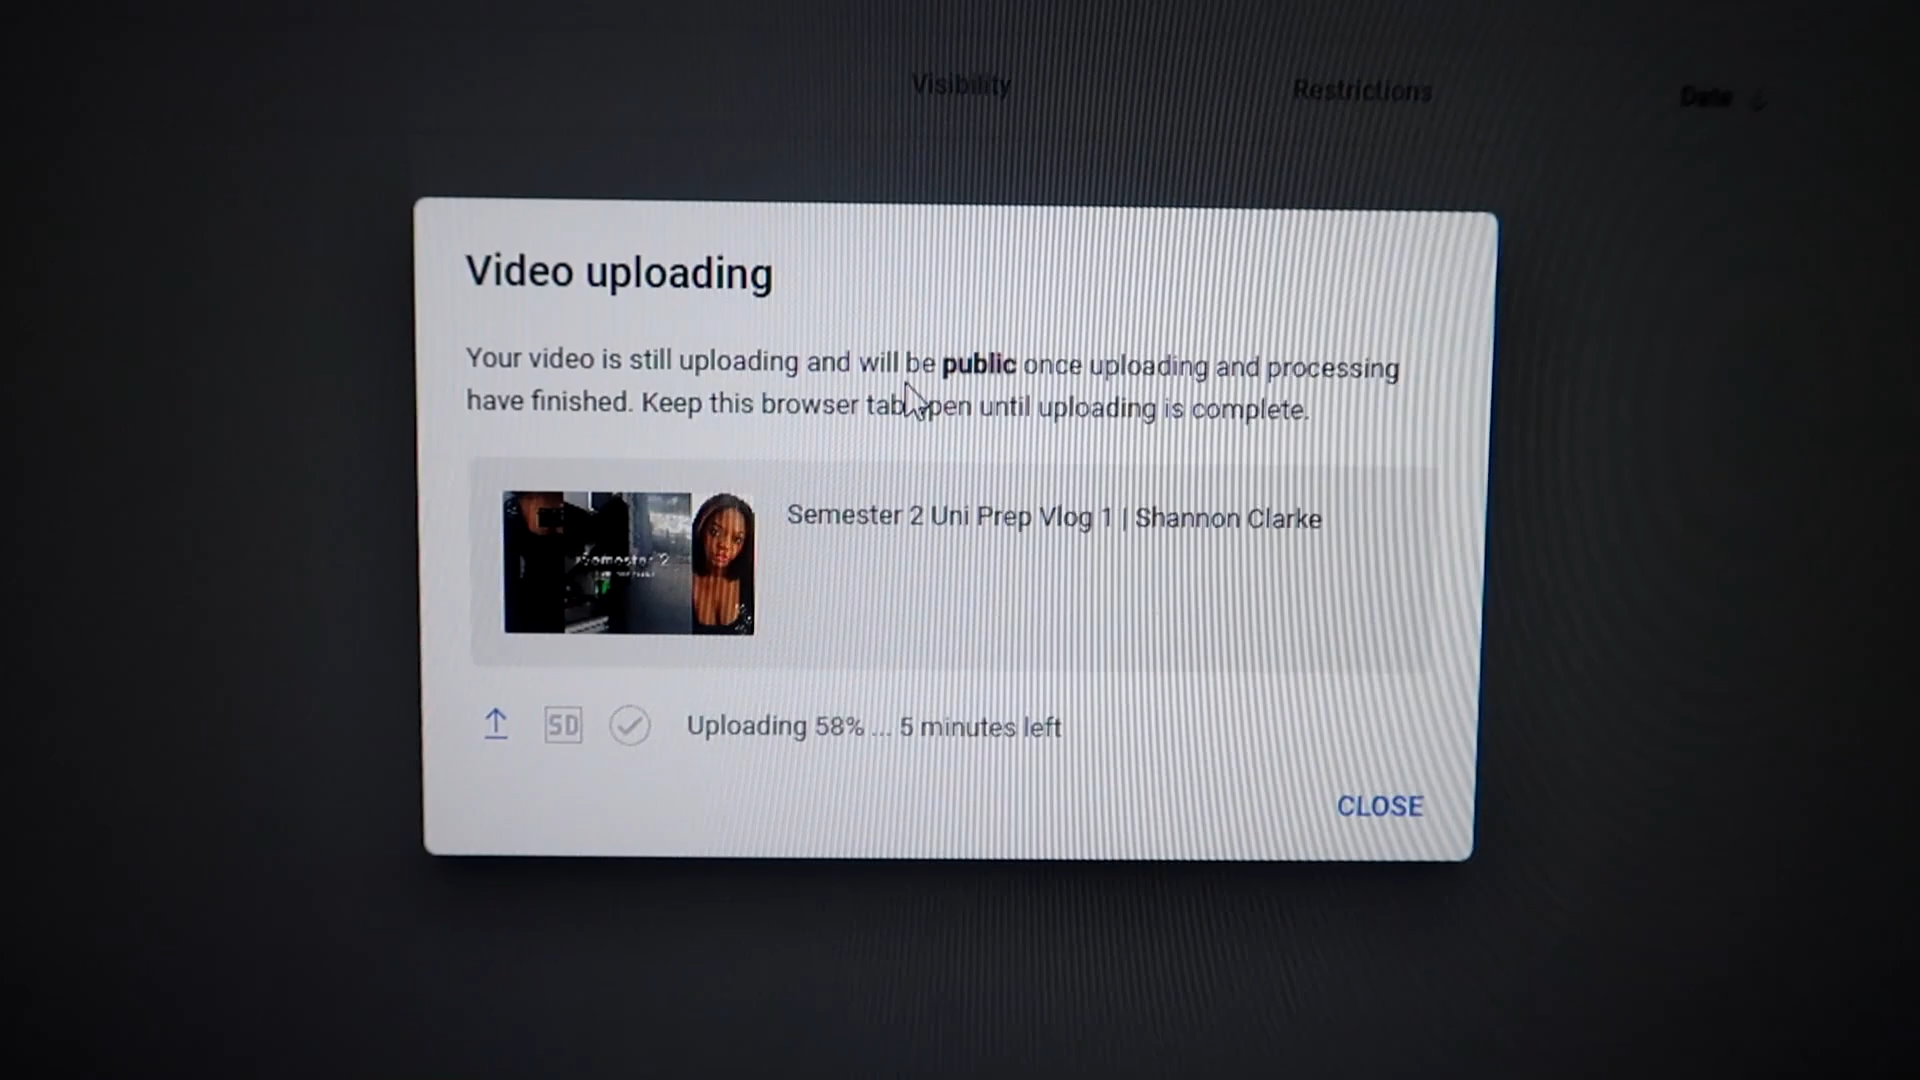 Visibility Restrictions Date
Video uploading
Your video is still uploading and will be public once uploading and processing
have finished. Keep this browser tab open until uploading is complete.
Semester 2 Uni Prep Vlog 1 | Shannon Clarke
Semester 2
SD Uploading 58% ... 5 minutes left
CLOSE